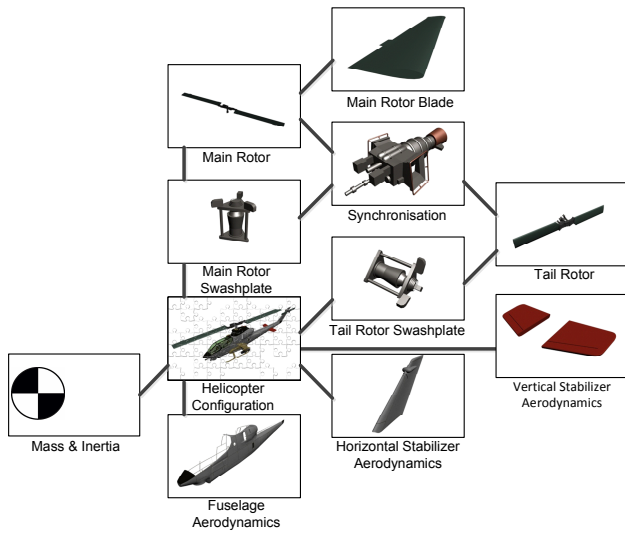 Main Rotor Blade
Main Rotor
Synchronisation
Main Rotor
Swashplate
Tail Rotor
Tail Rotor Swashplate
Helicopter
Configuration
Vertical Stabilizer
Aerodynamics
Mass & Inertia
Horizontal Stabilizer
Aerodynamics
Fuselage
Aerodynamics